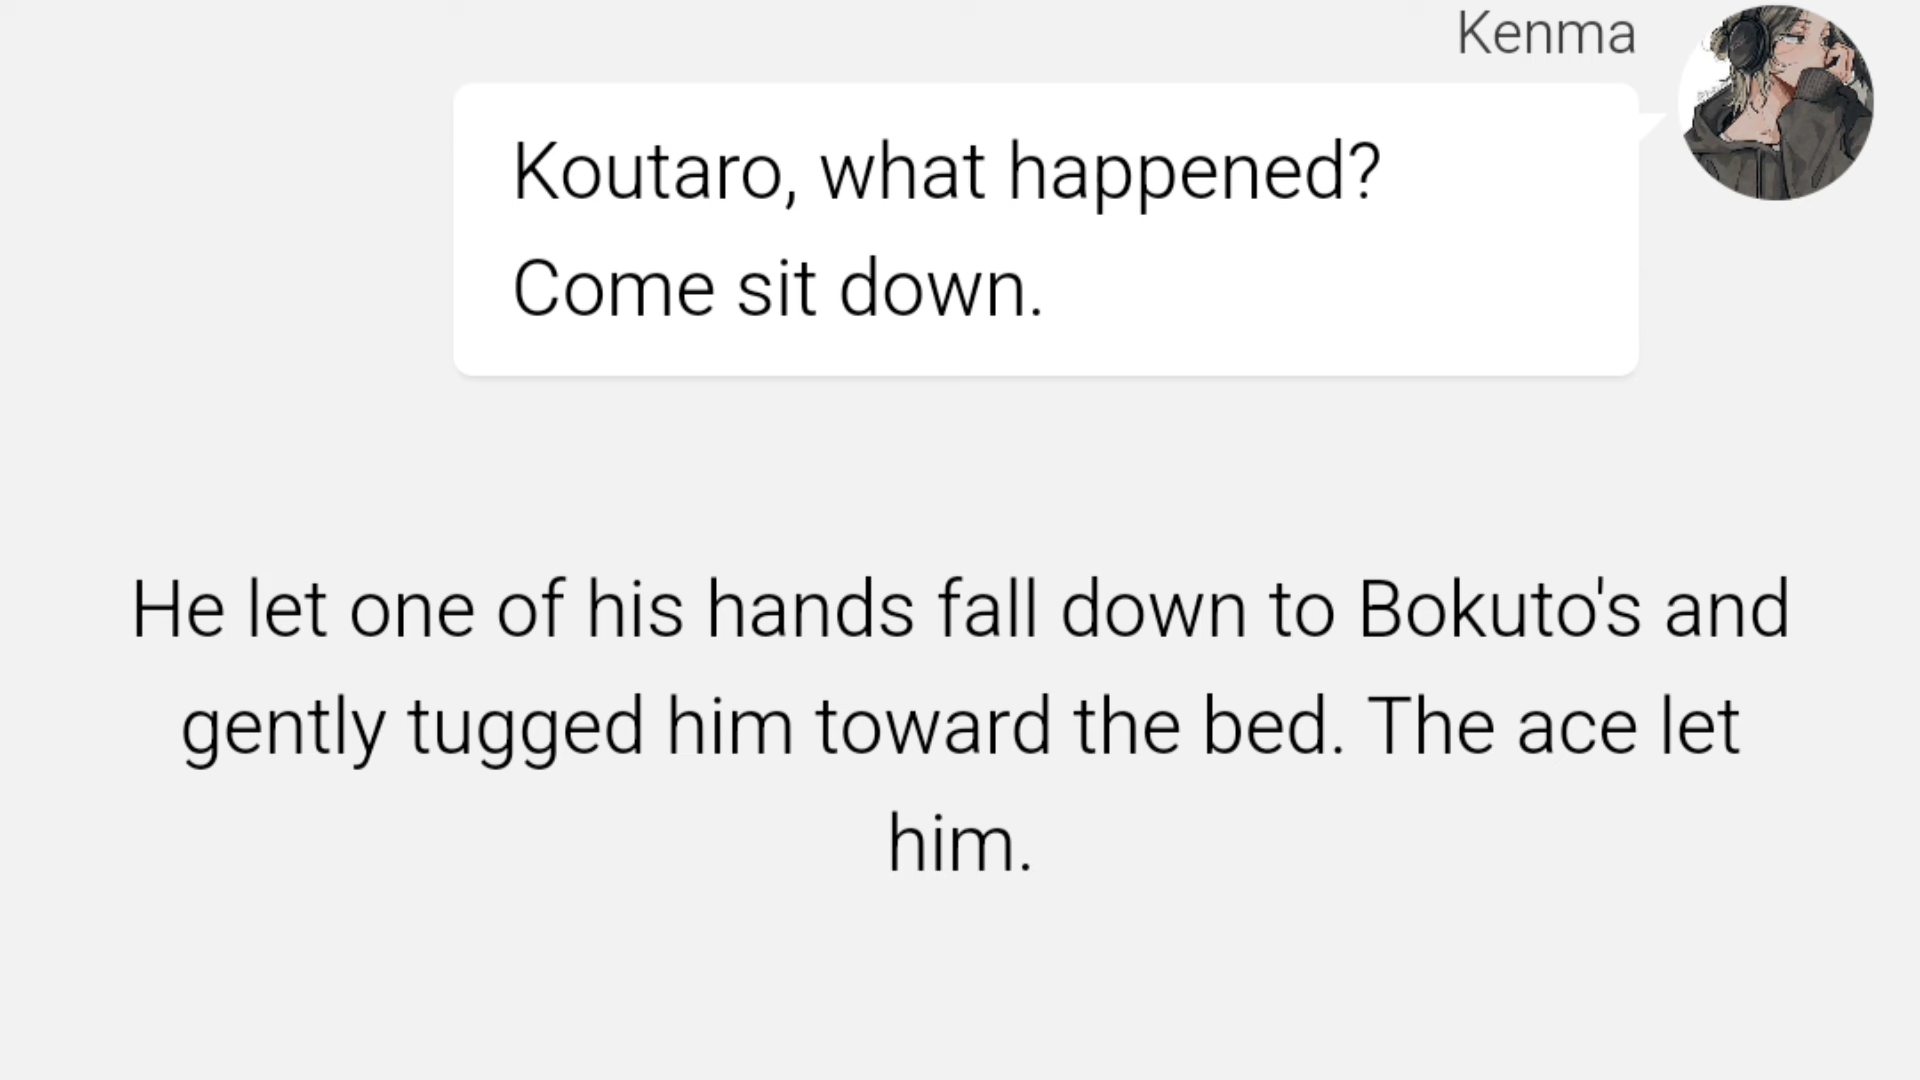 Kenma
Koutaro, what happened?
Come sit down.
He let one of his hands fall down to Bokuto's and
gently tugged him toward the bed. The ace let
him.